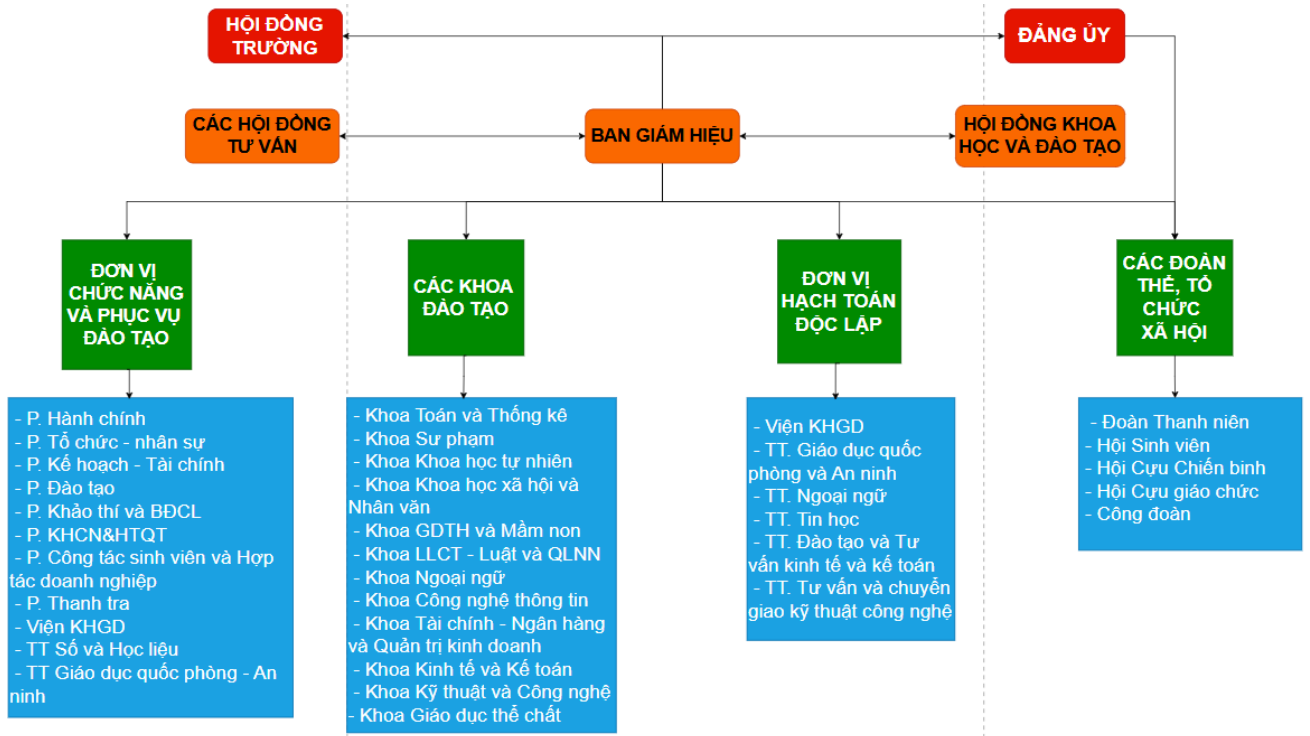 HỘI ĐỒNG
TRƯỜNG
ĐẢNG ỦY
CÁC HỘI ĐỒNG
TƯ VẤN
BAN GIÁM HIỆU
HỘI ĐỒNG KHOA
HỌC VÀ ĐÀO TẠO
ĐƠN VỊ
CHỨC NĂNG
VÀ PHỤC VỤ
ĐÀO TẠO
CÁC KHOA
ĐÀO TẠO
ĐƠN VỊ
HẠCH TOÁN
ĐỘC LẬP
CÁC ĐOÀN
THỂ, TỔ
CHỨC
XÃ HỘI
- P. Hành chính
- P. Tổ chức - nhân sự
- P. Kế hoạch - Tài chính
- P. Đào tạo
- P. Khảo thí và BĐCL
- P. KHCN&HTQT
- P. Công tác sinh viên và Hợp
tác doanh nghiệp
- P. Thanh tra
- Viện KHGD
- TT Số và Học liệu
- TT Giáo dục quốc phòng - An
ninh
- Khoa Toán và Thống kê
- Khoa Sư phạm
- Khoa Khoa học tự nhiên
- Khoa Khoa học xã hội và
Nhân văn
- Khoa GDTH và Mầm non
- Khoa LLCT - Luật và QLNN
- Khoa Ngoại ngữ
- Khoa Công nghệ thông tin
- Khoa Tài chính - Ngân hàng
và Quản trị kinh doanh
- Khoa Kinh tế và Kế toán
- Khoa Kỹ thuật và Công nghệ
- Khoa Giáo dục thể chất
- Viện KHGD
- TT. Giáo dục quốc
phòng và An ninh
- TT. Ngoại ngữ
- TT. Tin học
- TT. Đào tạo và Tư
vấn kinh tế và kế toán
- TT. Tư vấn và chuyển
giao kỹ thuật công nghệ
- Đoàn Thanh niên
- Hội Sinh viên
- Hội Cựu Chiến binh
- Hội Cựu giáo chức
- Công đoàn